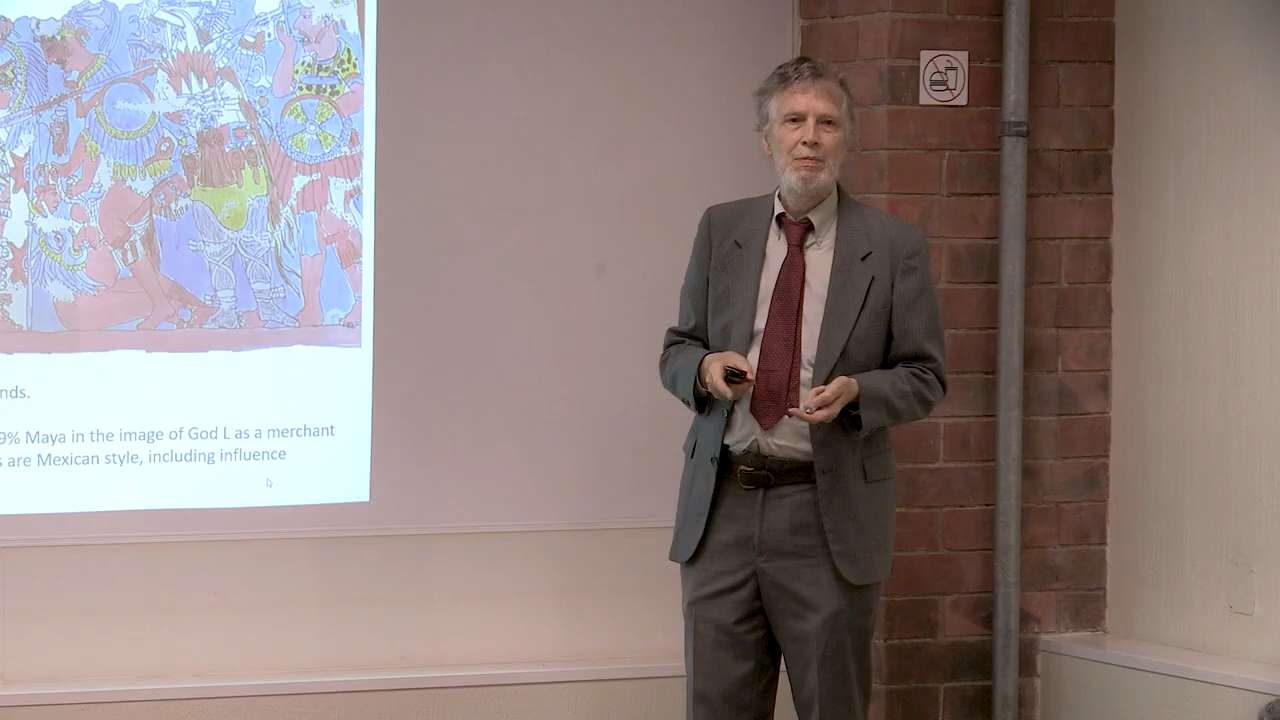 nds.
9% Maya in the image of God L as a merchant
s are Mexican style, including influence